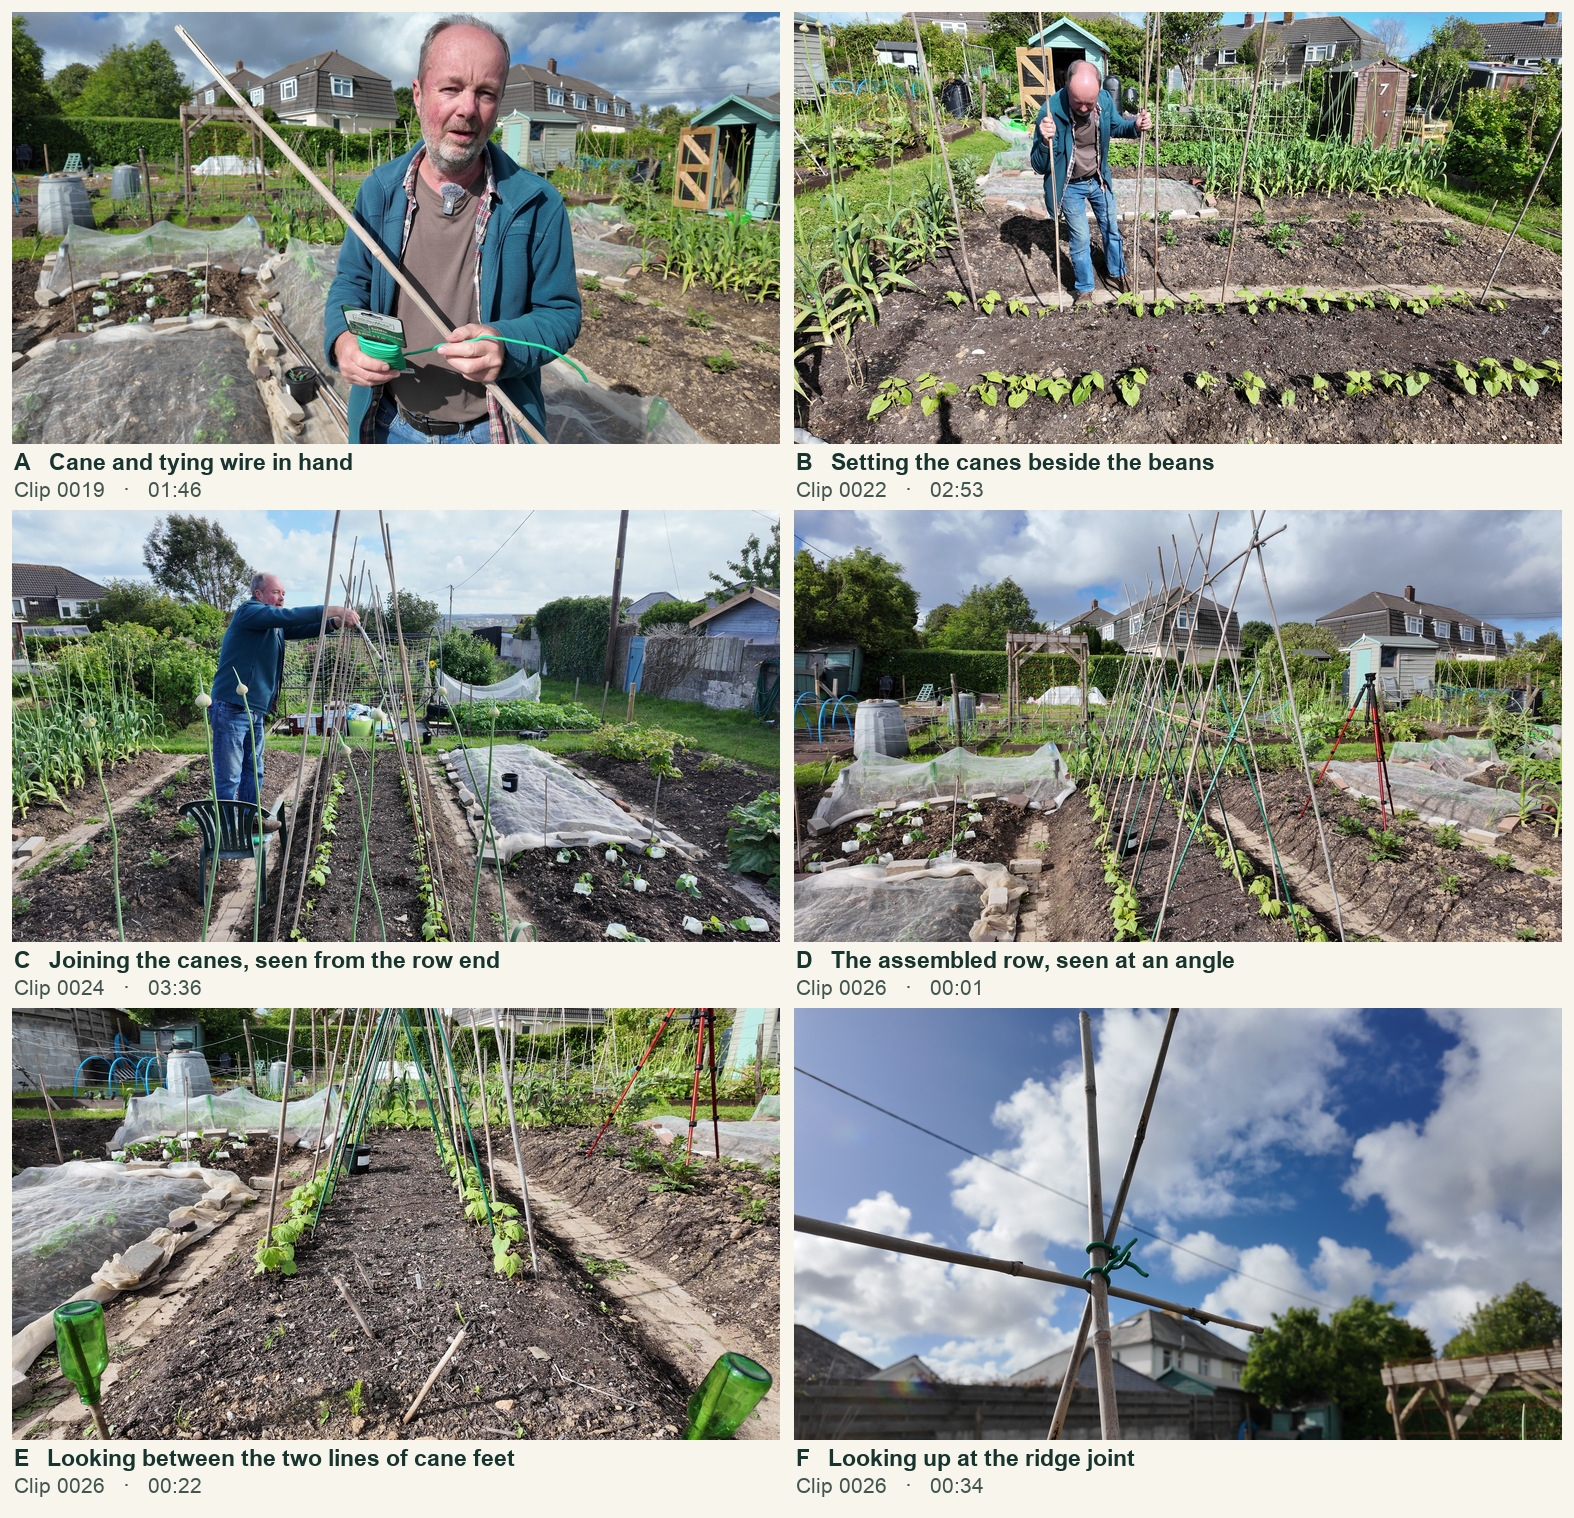 7
A Cane and tying wire in hand
Clip 0019 · 01:46
B Setting the canes beside the beans
Clip 0022 · 02:53
C Joining the canes, seen from the row end
Clip 0024 · 03:36
D The assembled row, seen at an angle
Clip 0026 · 00:01
E Looking between the two lines of cane feet
Clip 0026 · 00:22
F Looking up at the ridge joint
Clip 0026 · 00:34